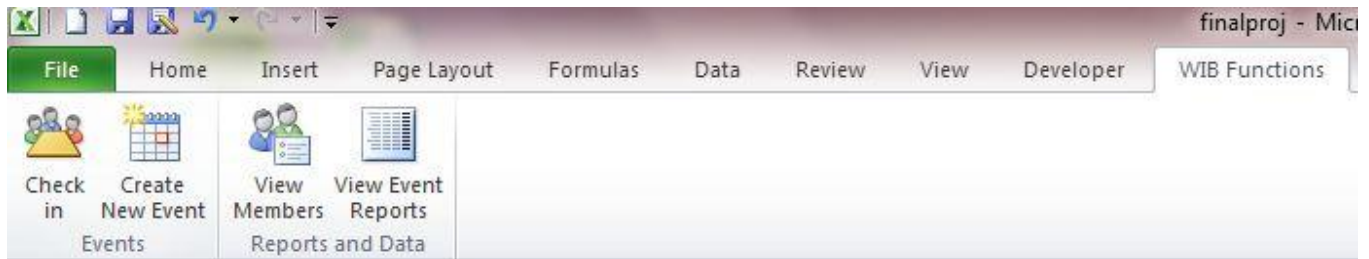 finalproj - Micr
File Home Insert Page Layout Formulas Data Review View Developer WIB Functions
Check in
Create New Event
View Members
View Event Reports
Events
Reports and Data